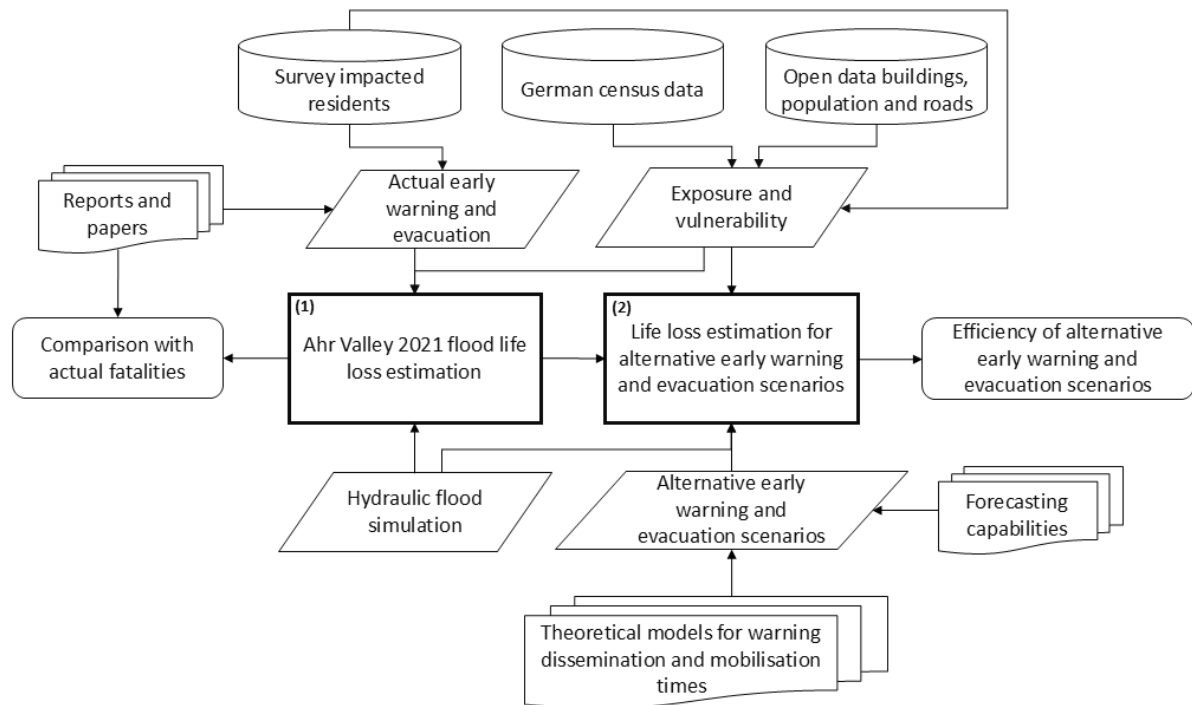 Survey impacted
residents
German census data
Open data buildings,
population and roads
Reports and
papers
Actual early
warning and
evacuation
Exposure and
vulnerability
(1)
Ahr Valley 2021 flood life
loss estimation
(2)
Life loss estimation for
alternative early warning
and evacuation scenarios
Comparison with
actual fatalities
Efficiency of alternative
early warning and
evacuation scenarios
Hydraulic flood
simulation
Alternative early
warning and
evacuation scenarios
Forecasting
capabilities
Theoretical models for warning
dissemination and mobilisation
times